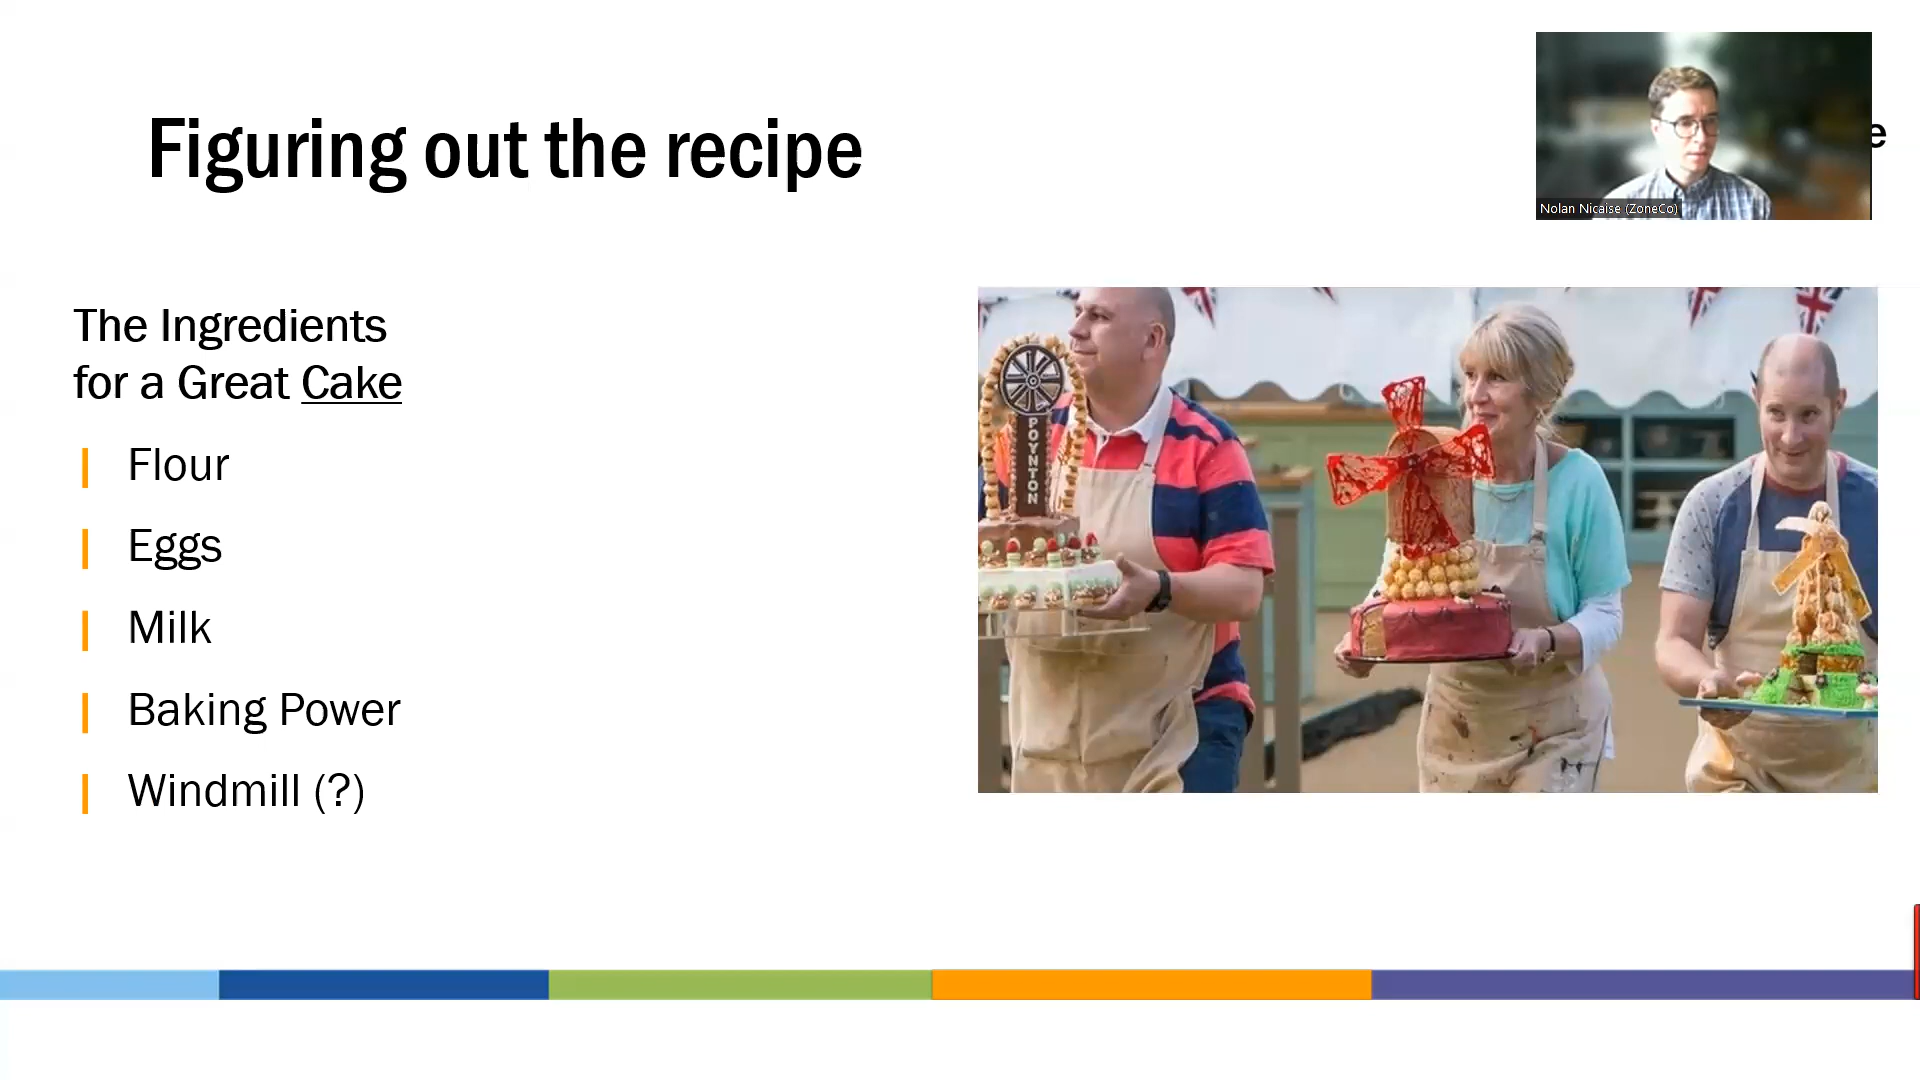 Figuring out the recipe
e
Nolan Nicaise (ZoneCo)
The Ingredients
for a Great Cake
Flour
Eggs
Milk
Baking Power
Windmill (?)
POYNTON